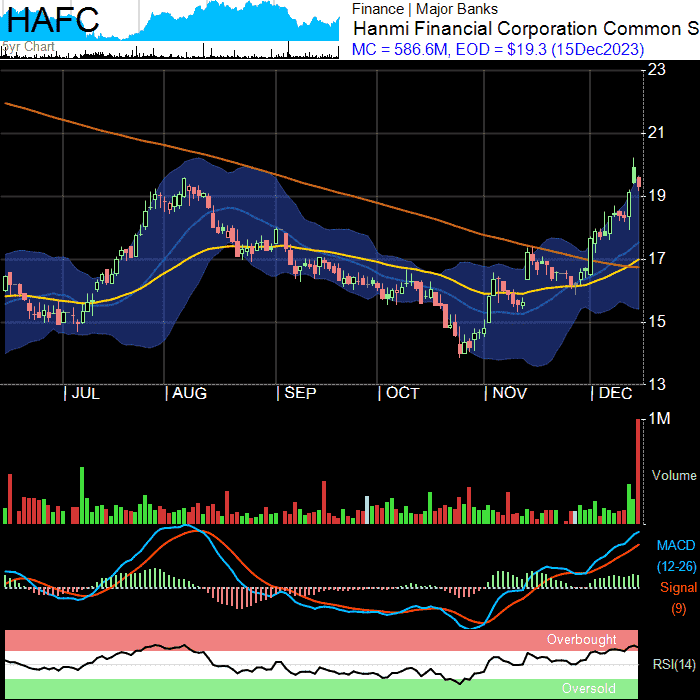 HAFC
5yr Chart
Finance | Major Banks
Hanmi Financial Corporation Common S
MC = 586.6M, EOD = $19.3 (15Dec2023)
23
21
19
17
15
13
| JUL | AUG | SEP | OCT | NOV | DEC
1M
Volume
MACD
(12-26)
Signal
(9)
Overbought
RSI(14)
Oversold